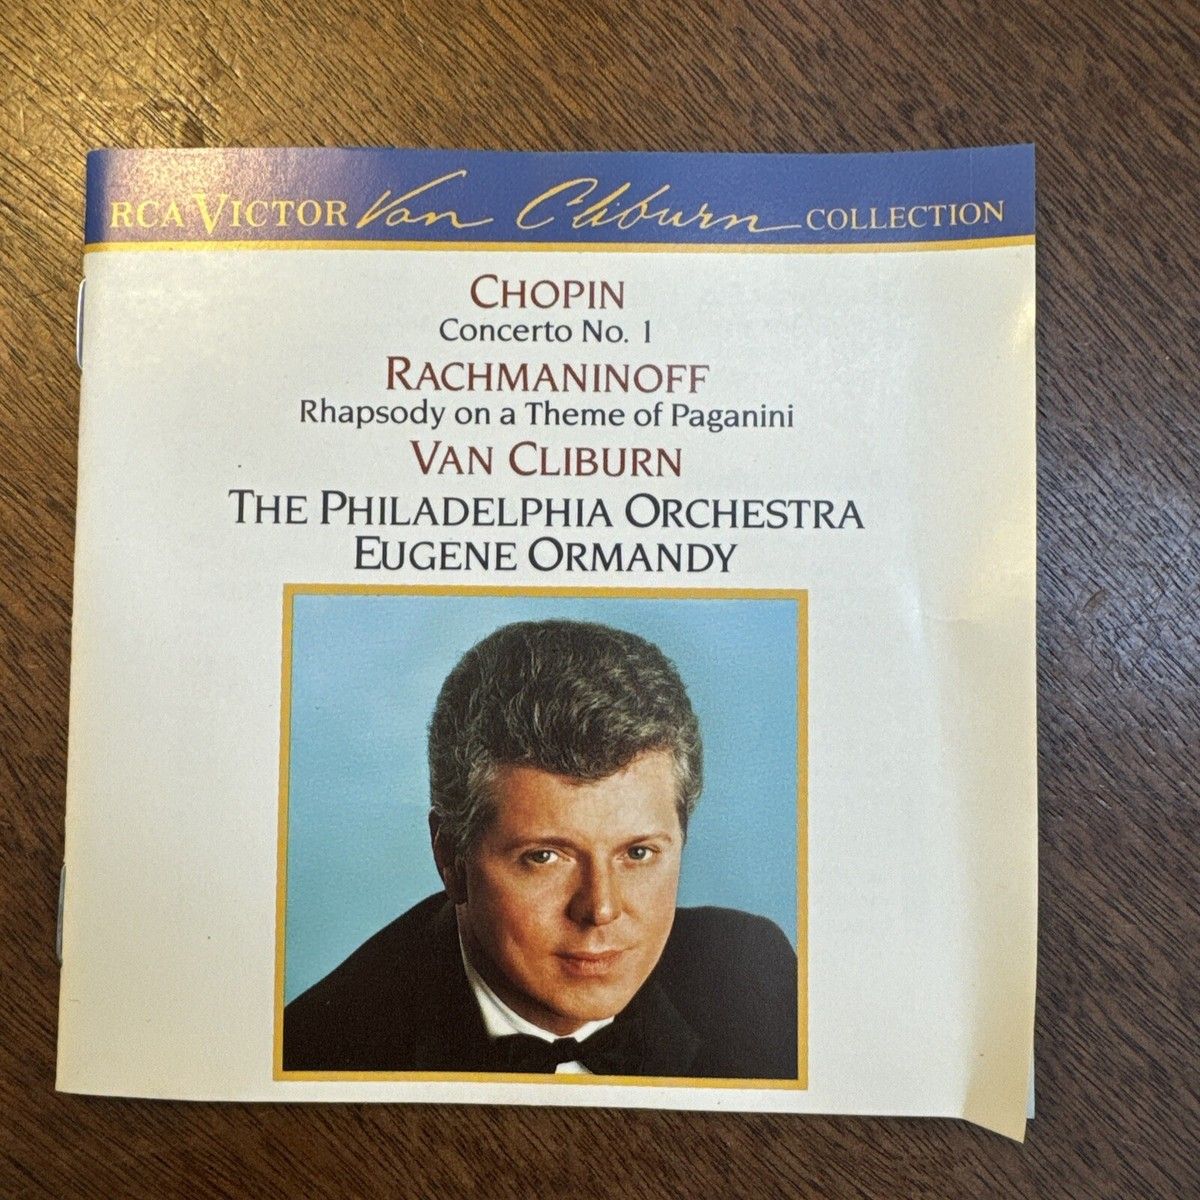 RCA VICTOR Van Cliburn COLLECTION
CHOPIN
Concerto No. 1
RACHMANINOFF
Rhapsody on a Theme of Paganini
VAN CLIBURN
THE PHILADELPHIA ORCHESTRA
EUGENE ORMANDY